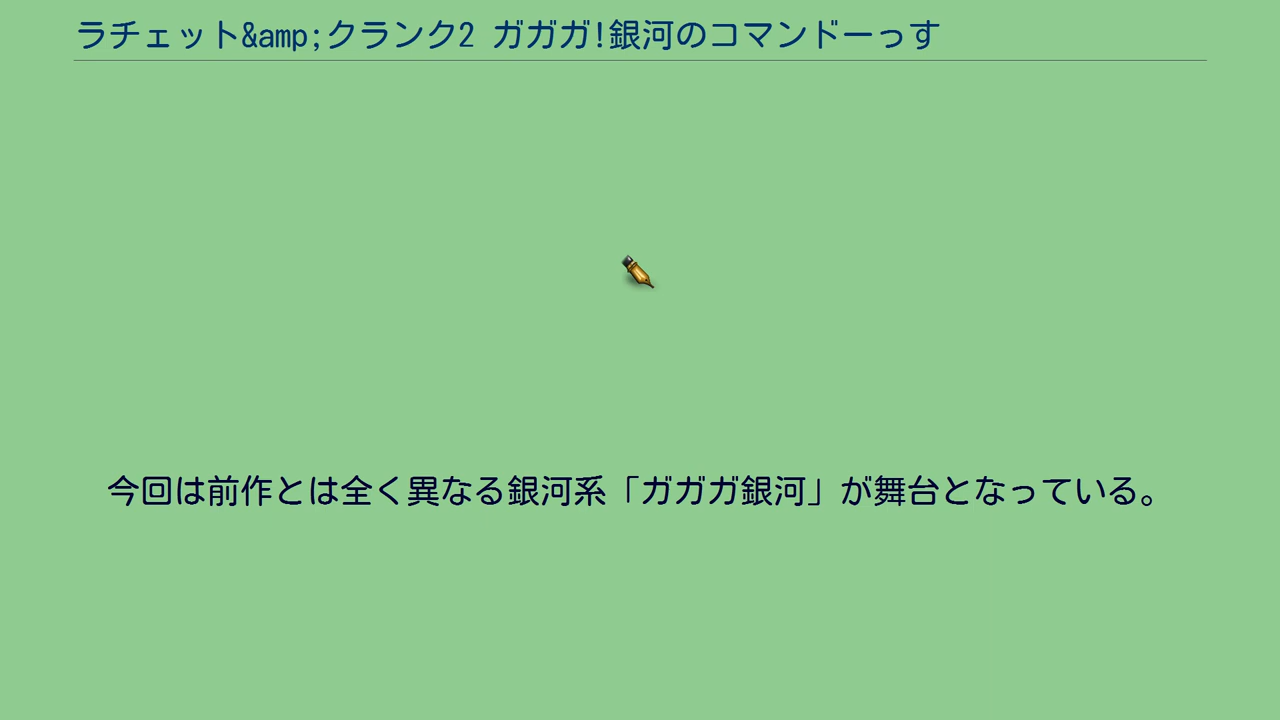 ラチェット&amp;クランク2 ガガガ!銀河のコマンドーっす
今回は前作とは全く異なる銀河系「ガガガ銀河」が舞台となっている。